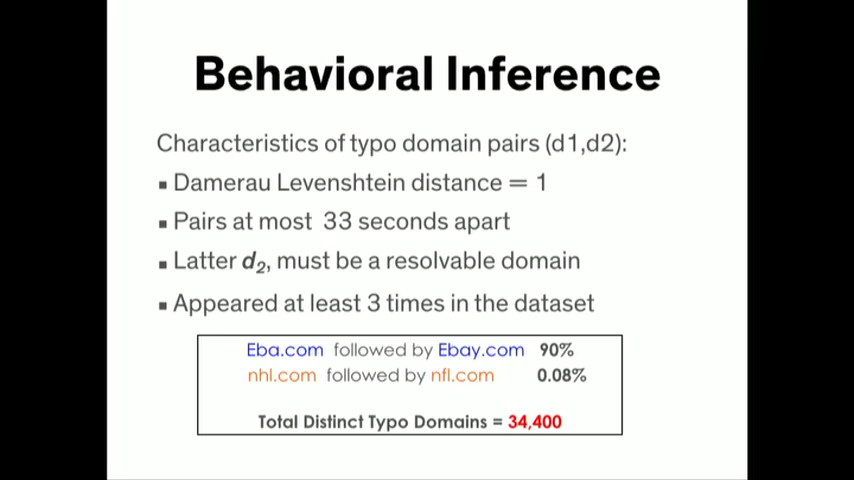 Behavioral Inference
Characteristics of typo domain pairs (d1,d2):
▪ Damerau Levenshtein distance = 1
▪ Pairs at most 33 seconds apart
▪ Latter d₂, must be a resolvable domain
▪ Appeared at least 3 times in the dataset
Eba.com followed by Ebay.com 90%
nhl.com followed by nfl.com 0.08%
Total Distinct Typo Domains = 34,400